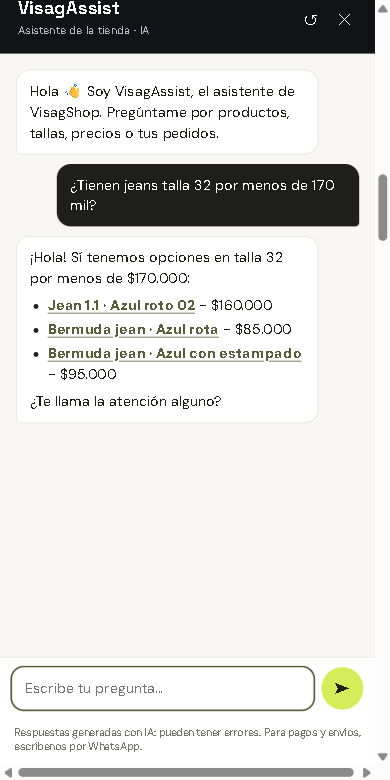 VisagAssist
Asistente de la tienda · IA
Hola 👋 Soy VisagAssist, el asistente de
VisagShop. Pregúntame por productos,
tallas, precios o tus pedidos.
¿Tienen jeans talla 32 por menos de 170
mil?
¡Hola! Sí tenemos opciones en talla 32
por menos de $170.000:
• Jean 1.1 · Azul roto 02 – $160.000
• Bermuda jean · Azul rota – $85.000
• Bermuda jean · Azul con estampado
– $95.000
¿Te llama la atención alguno?
Escribe tu pregunta...
Respuestas generadas con IA: pueden tener errores. Para pagos y envíos,
escríbenos por WhatsApp.